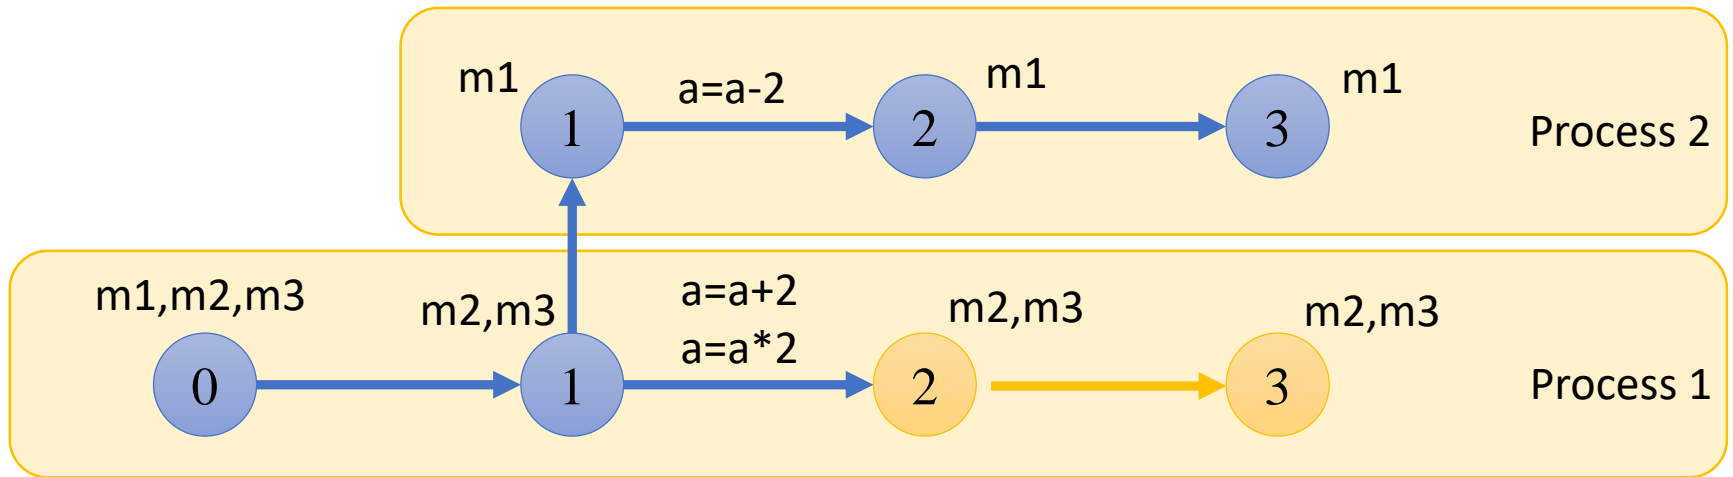 m1
a=a-2
m1
m1
1
2
3
Process 2
m1,m2,m3
m2,m3
a=a+2
a=a*2
m2,m3
m2,m3
0
1
2
3
Process 1